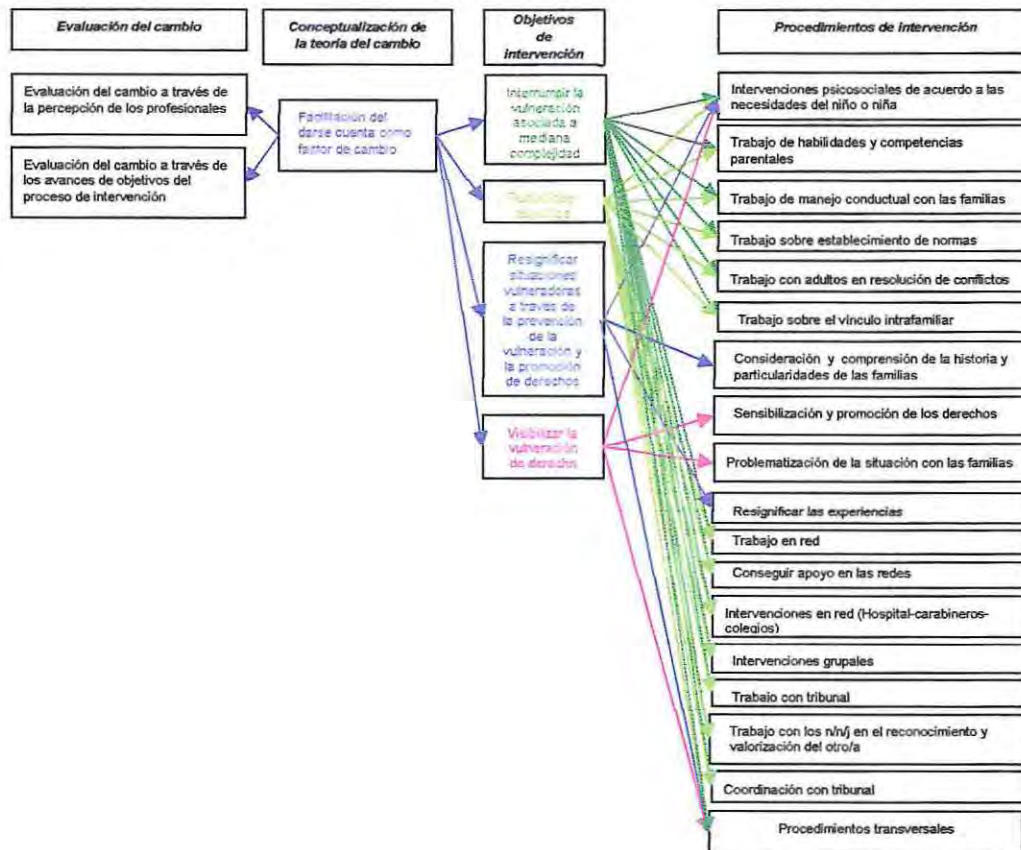 Evaluación del cambio
Conceptualización de
la teoría del cambio
Objetivos
de
intervención
Procedimientos de intervención
Evaluación del cambio a través de
la percepción de los profesionales
Evaluación del cambio a través de
los avances de objetivos del
proceso de intervención
Facilitación del
darse cuenta como
factor de cambio
Interrumpir la
vulneración
asociada a
mediana
complejidad
Resignificar
situaciones
vulneradoras
a través de
la prevención
de la
vulneración y
la promoción
de derechos
Visibilizar la
vulneración
de derecho
Intervenciones psicosociales de acuerdo a las
necesidades del niño o niña
Trabajo de habilidades y competencias
parentales
Trabajo de manejo conductual con las familias
Trabajo sobre establecimiento de normas
Trabajo con adultos en resolución de conflictos
Trabajo sobre el vínculo intrafamiliar
Consideración y comprensión de la historia y
particularidades de las familias
Sensibilización y promoción de los derechos
Problematización de la situación con las familias
Resignificar las experiencias
Trabajo en red
Conseguir apoyo en las redes
Intervenciones en red (Hospital-carabineros-
colegios)
Intervenciones grupales
Trabajo con tribunal
Trabajo con los n/n/j en el reconocimiento y
valorización del otro/a
Coordinación con tribunal
Procedimientos transversales